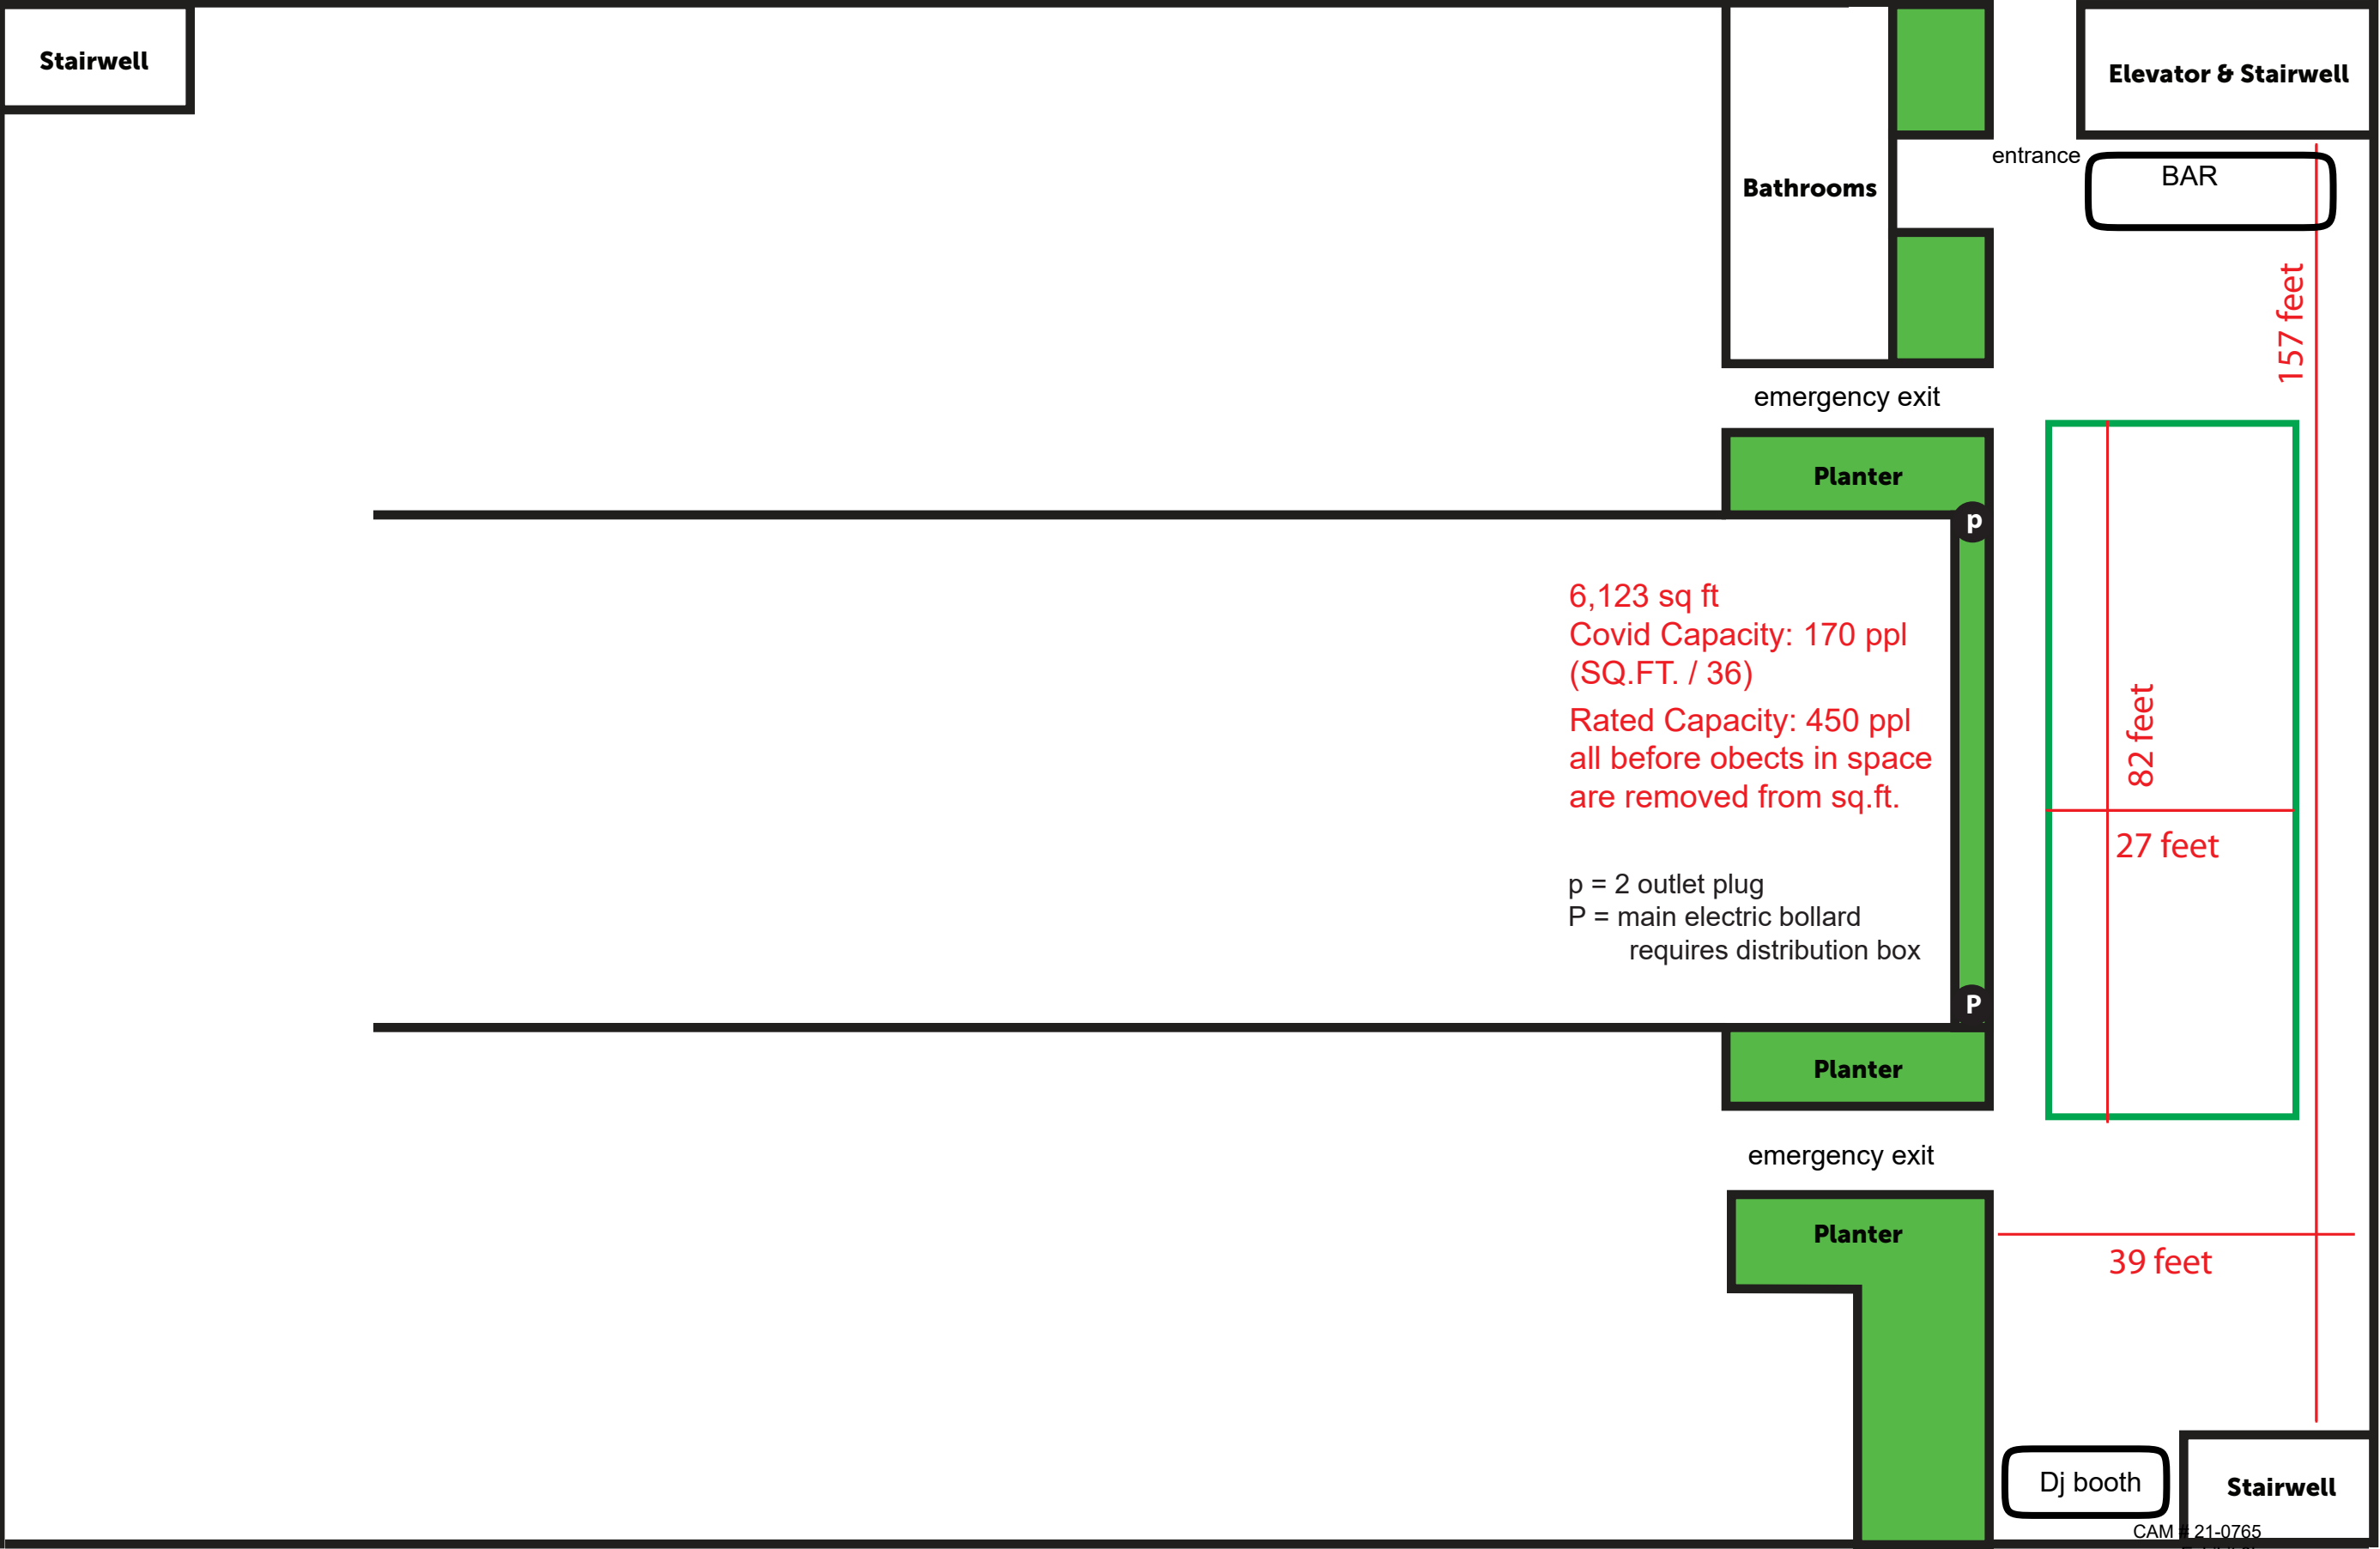 Stairwell
Elevator & Stairwell
entrance
BAR
Bathrooms
157 feet
emergency exit
Planter
p
6,123 sq ft
Covid Capacity: 170 ppl
(SQ.FT. / 36)
Rated Capacity: 450 ppl
all before obects in space
are removed from sq.ft.
82 feet
27 feet
p = 2 outlet plug
P = main electric bollard
requires distribution box
P
Planter
emergency exit
Planter
39 feet
Dj booth
Stairwell
CAM # 21-0765